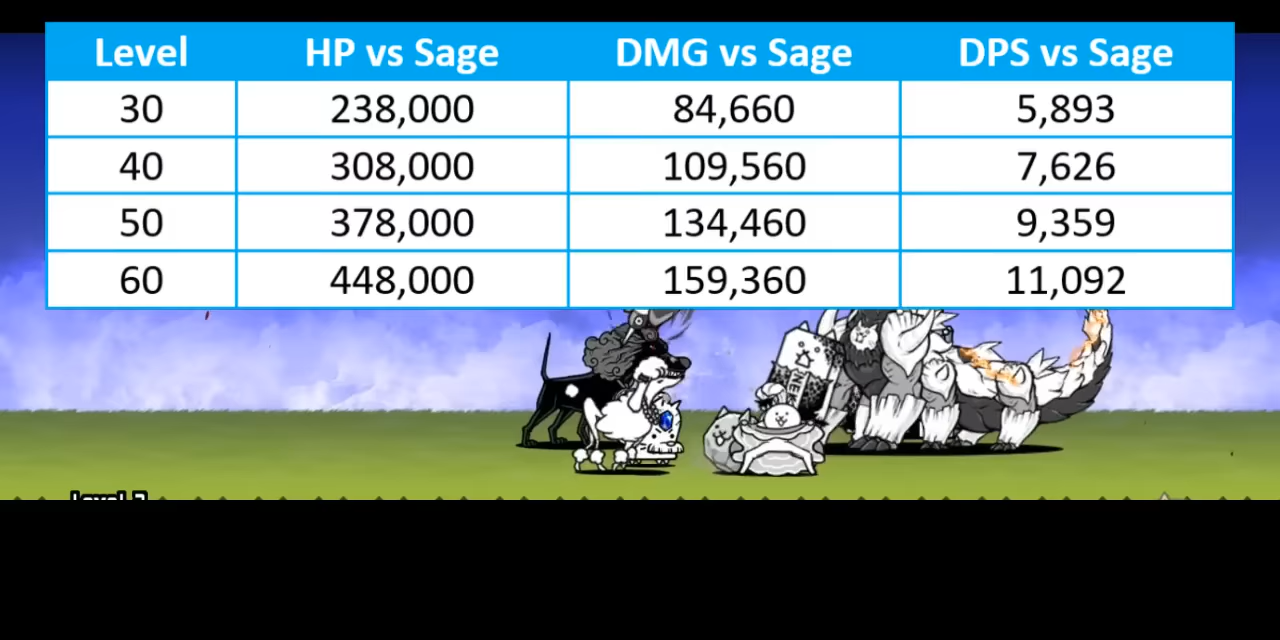 Level HP vs Sage DMG vs Sage DPS vs Sage
30 238,000 84,660 5,893
40 308,000 109,560 7,626
50 378,000 134,460 9,359
60 448,000 159,360 11,092